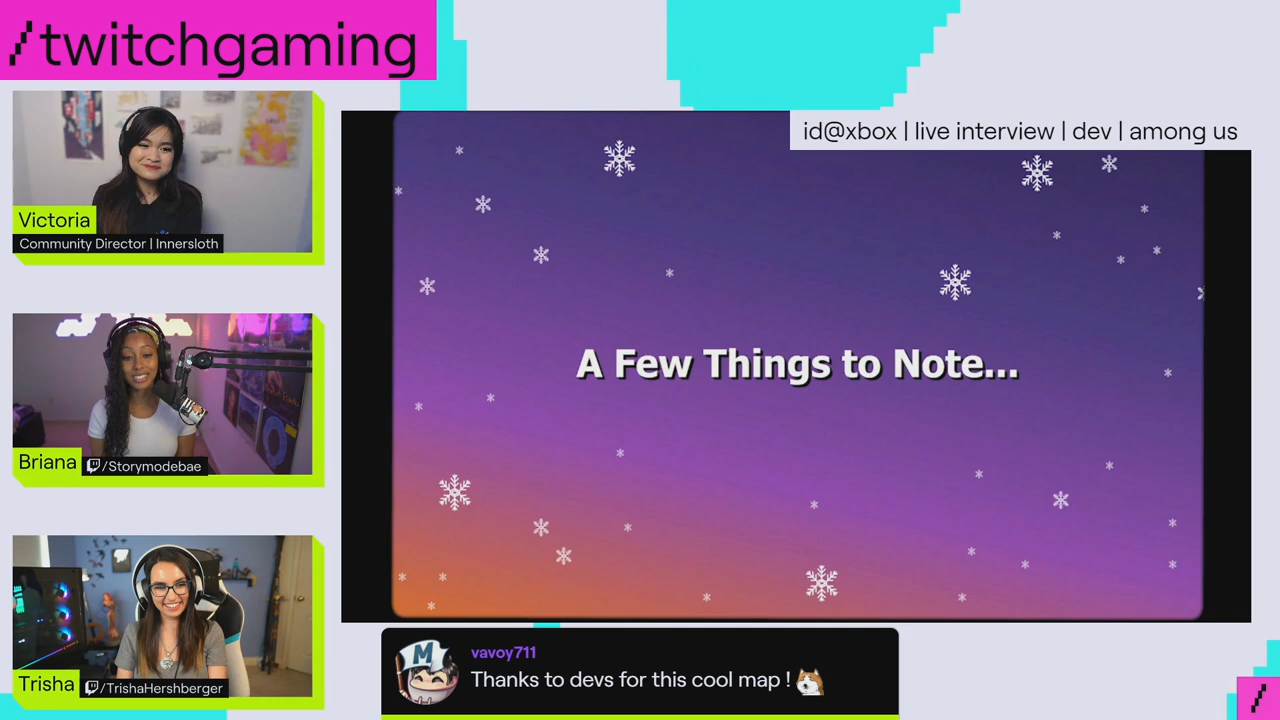 /twitchgaming
id@xbox | live interview | dev | among us
Victoria
Community Director | Innersloth
A Few Things to Note...
Briana
/Storymodebae
Trisha
/TrishaHershberger
M
vavoy711
Thanks to devs for this cool map !
/